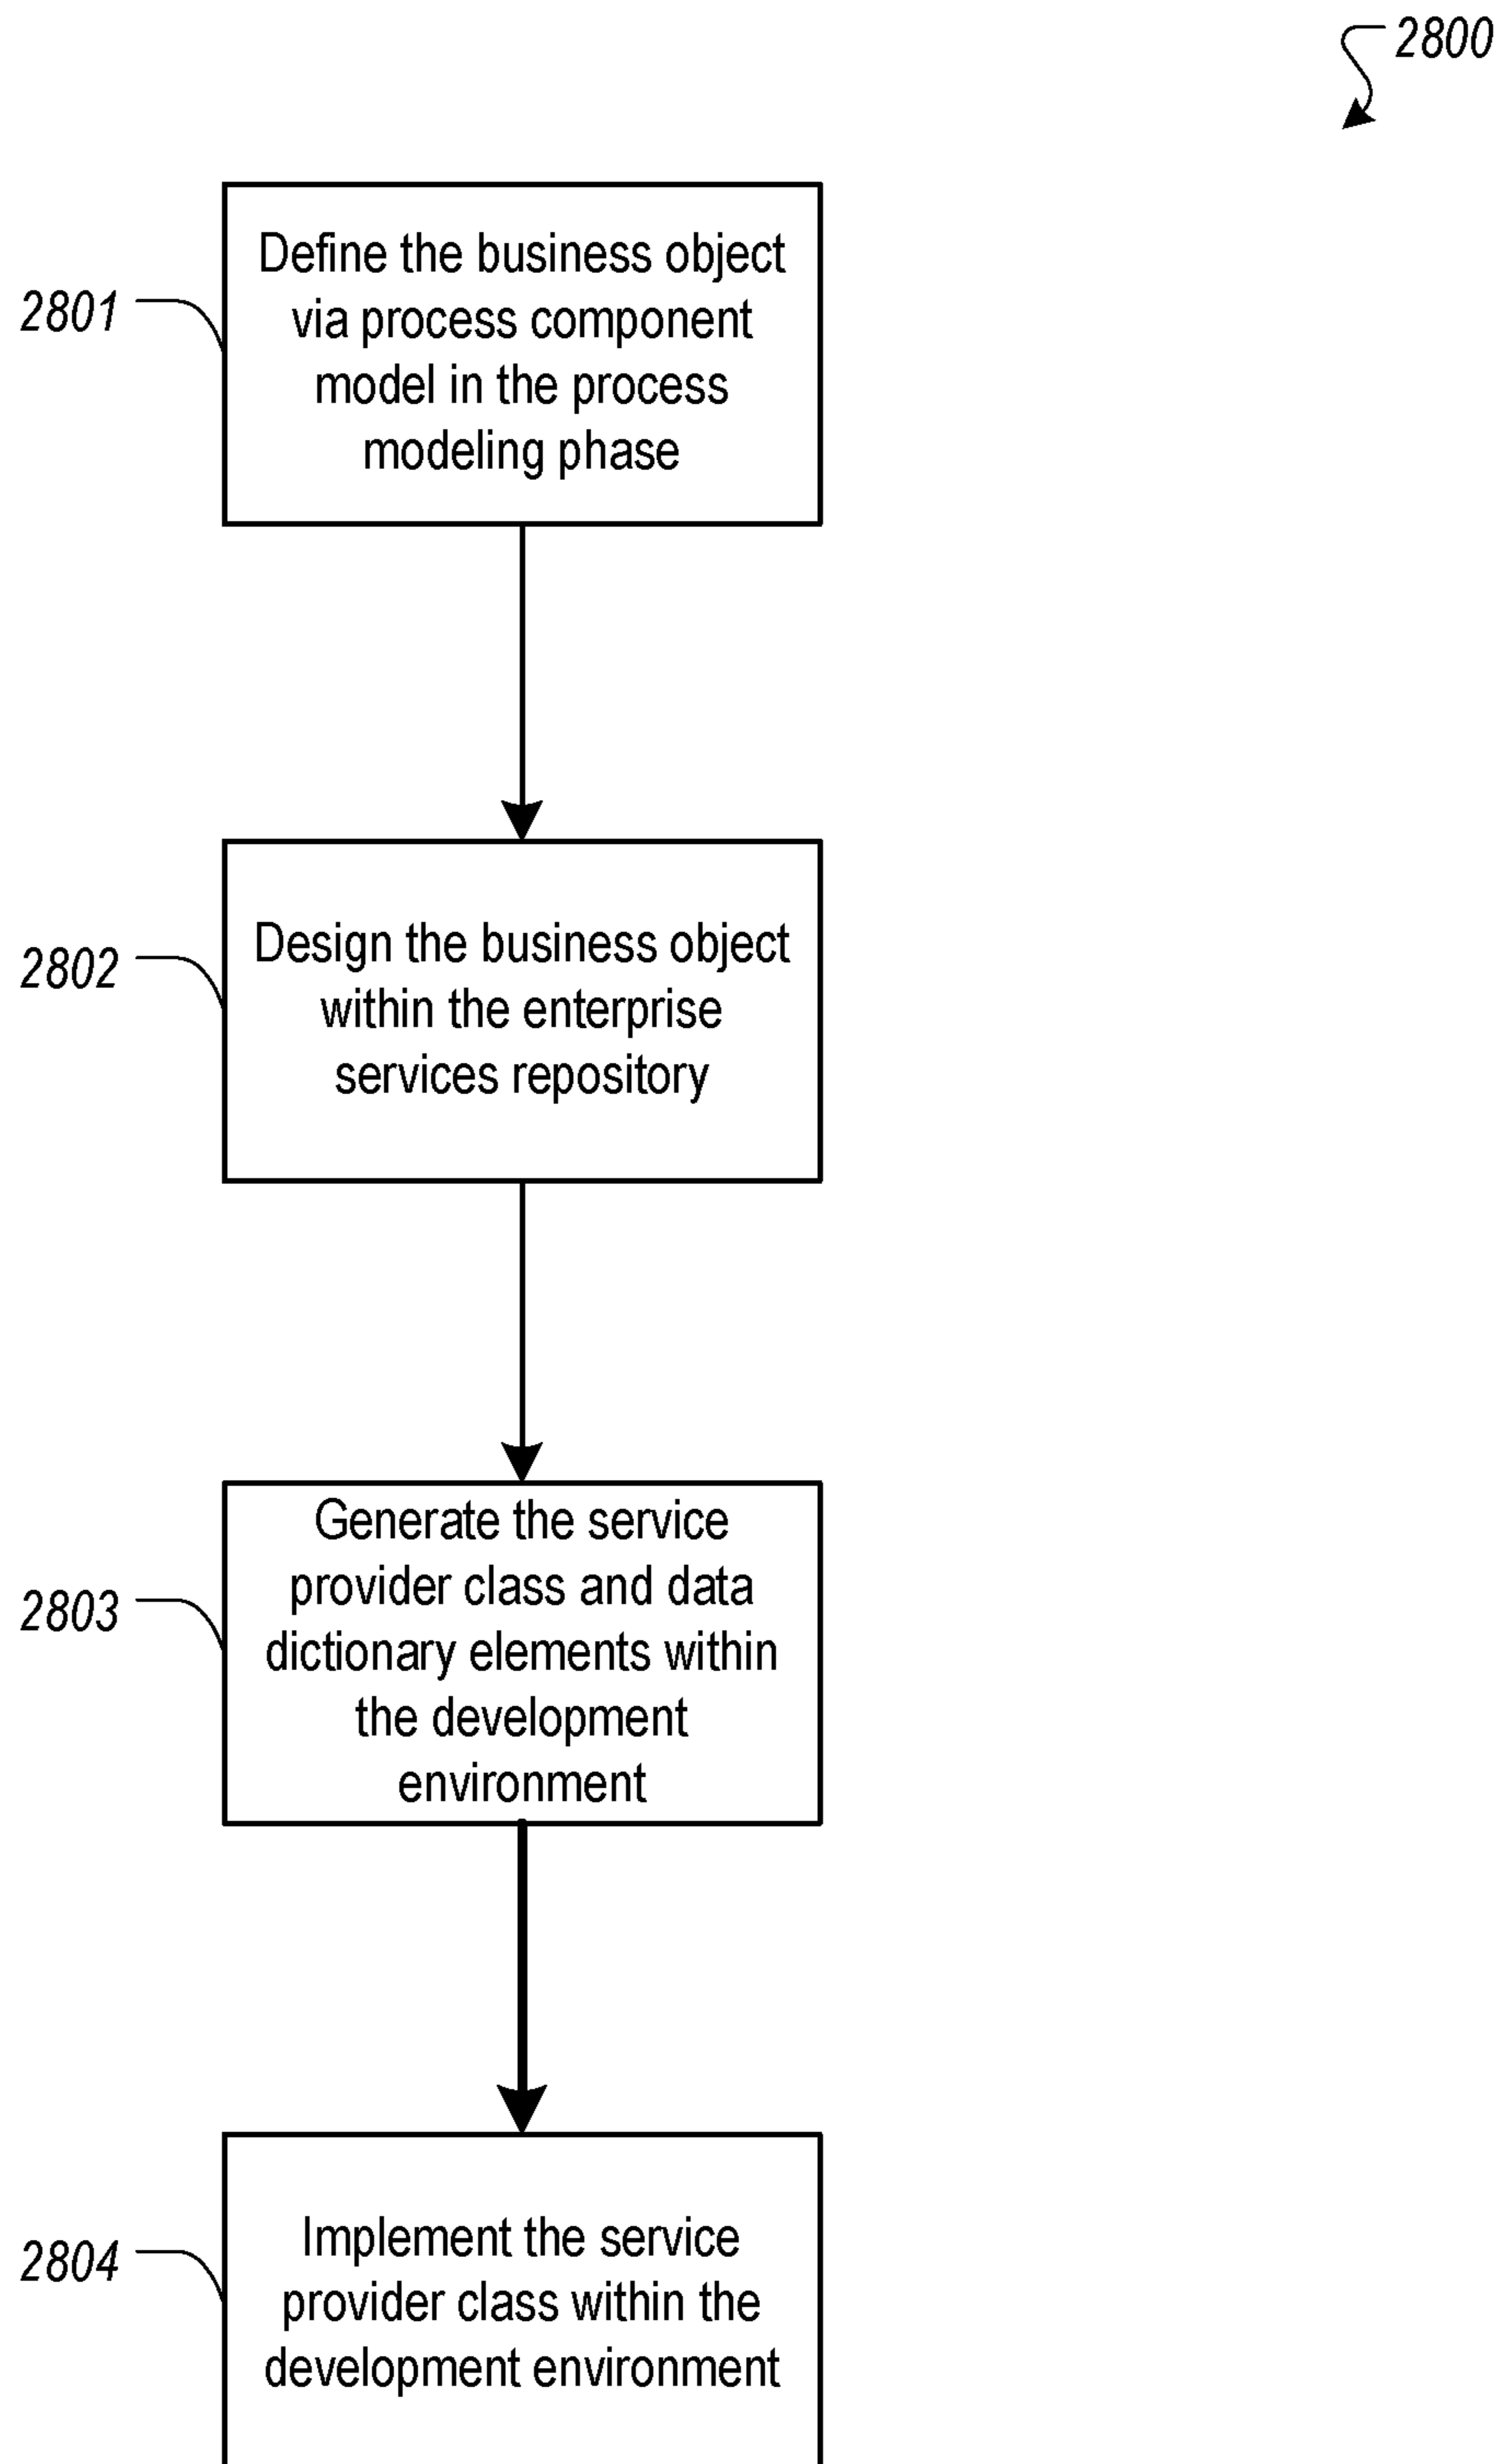 2800
2801
Define the business object
via process component
model in the process
modeling phase
2802
Design the business object
within the enterprise
services repository
2803
Generate the service
provider class and data
dictionary elements within
the development
environment
2804
Implement the service
provider class within the
development environment